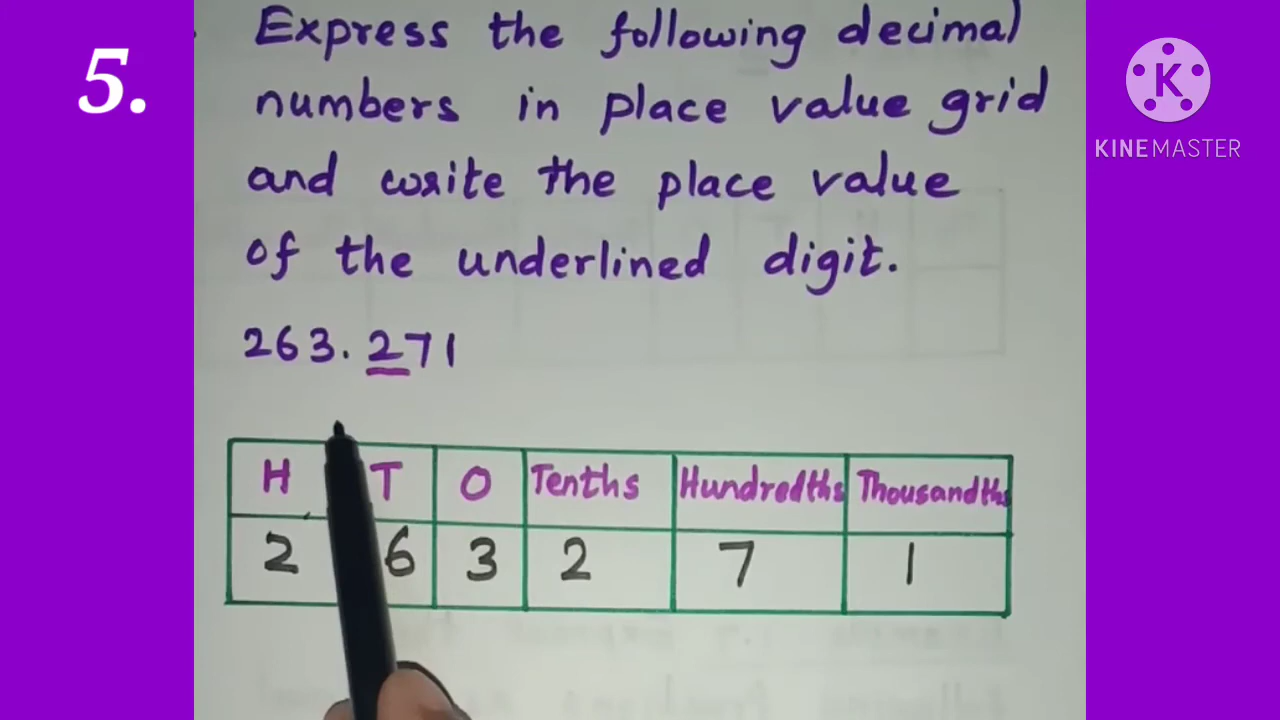 5.
Express the following decimal
numbers in place value grid
and write the place value
of the underlined digit.
263.271
H T O Tenths Hundredths Thousandths
2 6 3 2 7 1
K
KINEMASTER